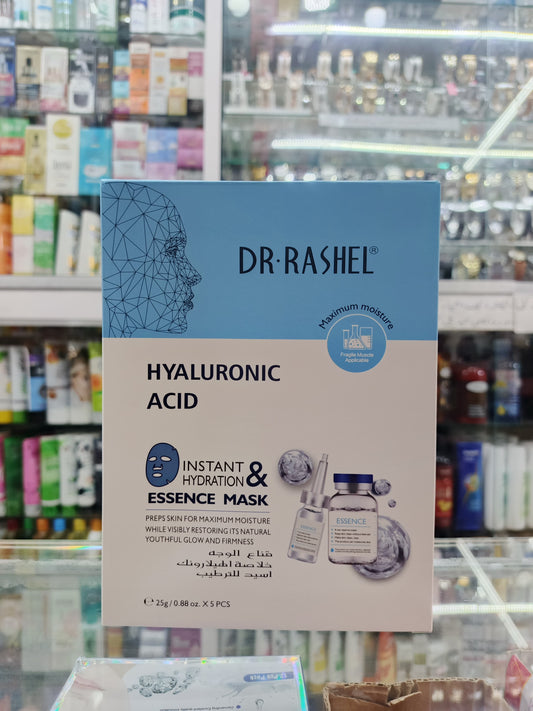 DR·RASHEL®
Maximum moisture
Fragile Muscle
Applicable
HYALURONIC
ACID
INSTANT
HYDRATION &
ESSENCE MASK
PREPS SKIN FOR MAXIMUM MOISTURE
WHILE VISIBLY RESTORING ITS NATURAL
YOUTHFUL GLOW AND FIRMNESS
قناع الوجه
خلاصة الهيلارونك
اسيد للترطيب
ESSENCE
℮ 25g / 0.88 oz. X 5 PCS